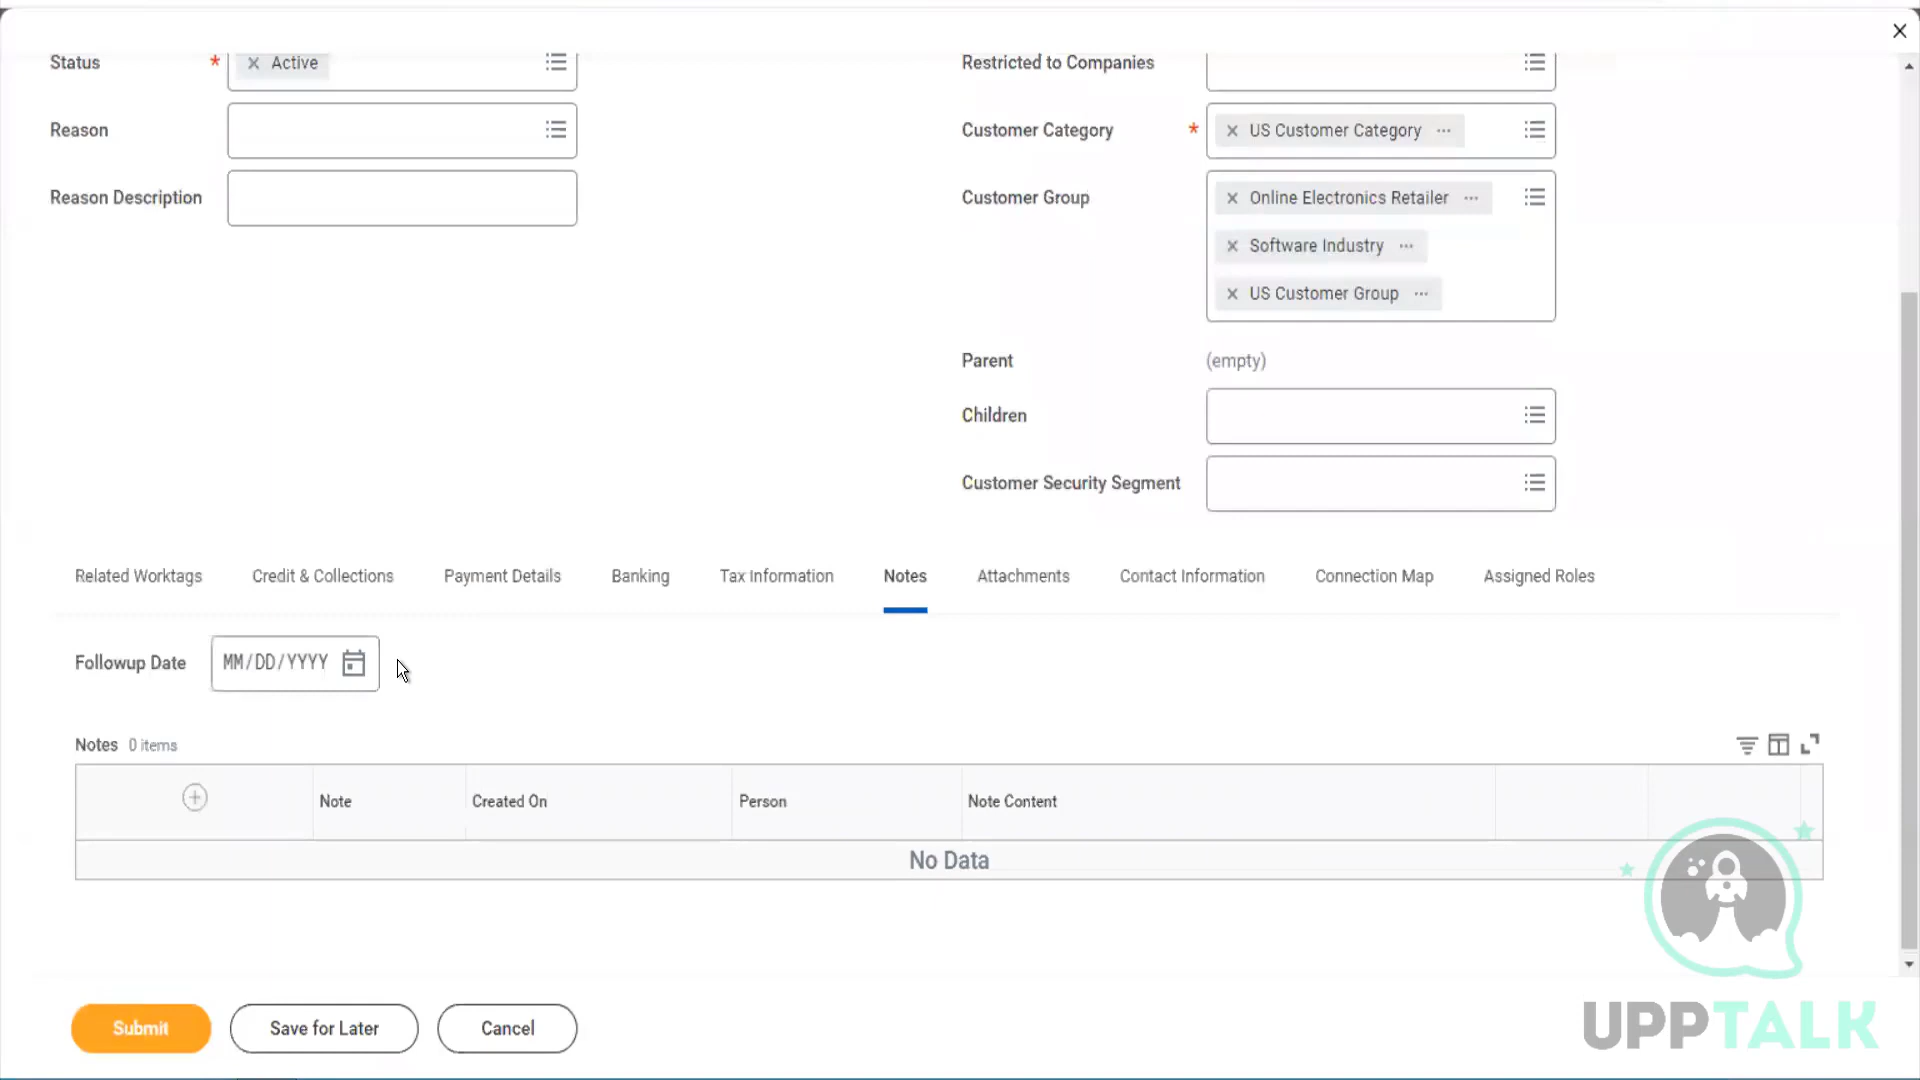 Status * Active
Reason
Reason Description
Restricted to Companies
Customer Category * US Customer Category
Customer Group Online Electronics Retailer
Software Industry
US Customer Group
Parent (empty)
Children
Customer Security Segment
Related Worktags Credit & Collections Payment Details Banking Tax Information Notes Attachments Contact Information Connection Map Assigned Roles
Followup Date MM/DD/YYYY
Notes 0 items
Note Created On Person Note Content
No Data
Submit Save for Later Cancel
UPPTALK